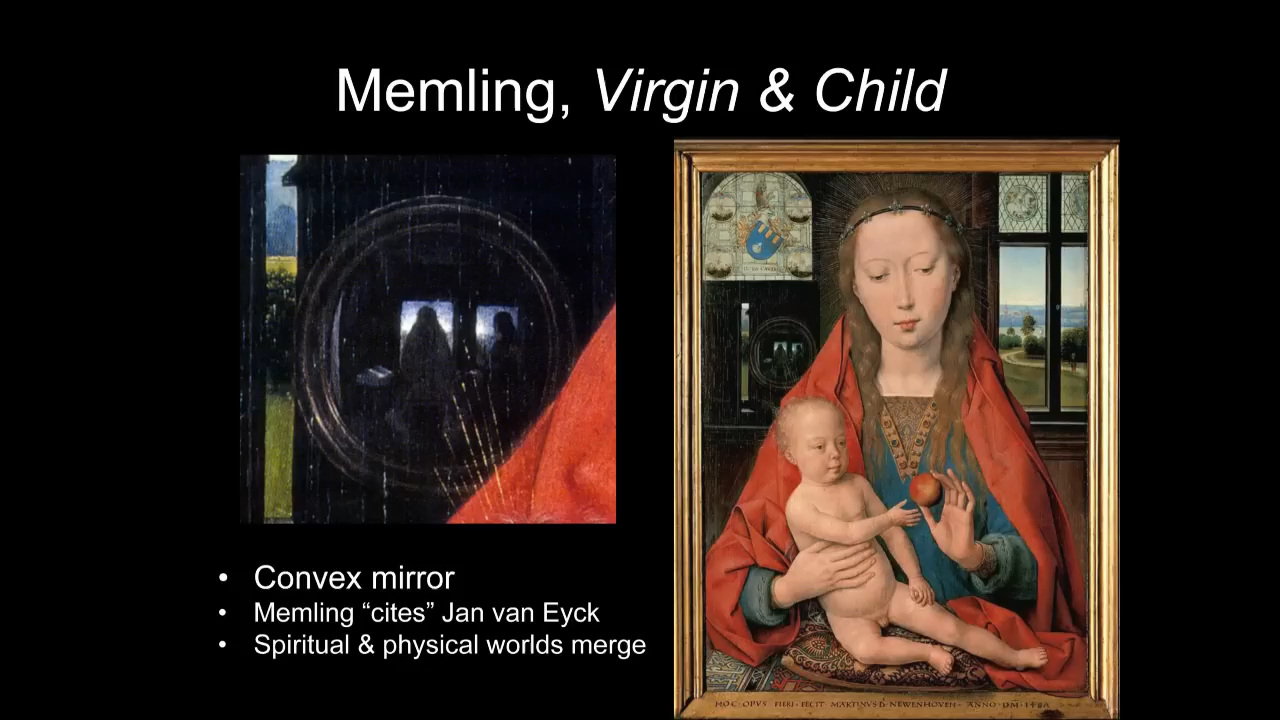 Memling, Virgin & Child
• Convex mirror
• Memling “cites” Jan van Eyck
• Spiritual & physical worlds merge
HOC · OPVS · FIERI · FECIT · MARTINVS · D · NEWENHOVEN · ANNO · DM · 1487